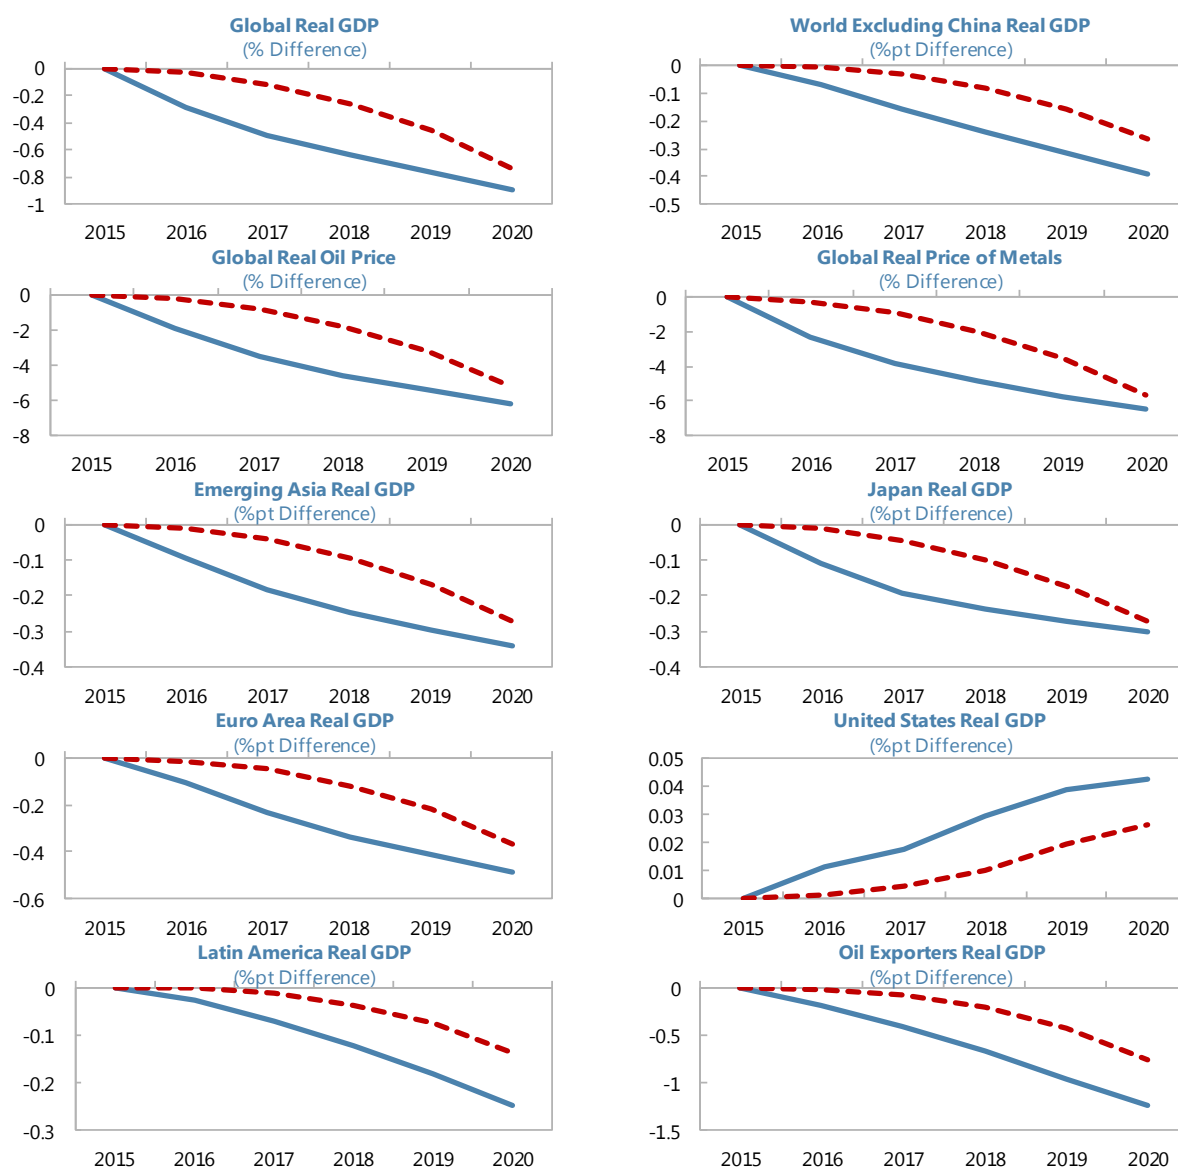 Global Real GDP
(% Difference)
0
-0.2
-0.4
-0.6
-0.8
-1
2015 2016 2017 2018 2019 2020
World Excluding China Real GDP
(%pt Difference)
0
-0.1
-0.2
-0.3
-0.4
-0.5
2015 2016 2017 2018 2019 2020
Global Real Oil Price
(% Difference)
0
-2
-4
-6
-8
2015 2016 2017 2018 2019 2020
Global Real Price of Metals
(% Difference)
0
-2
-4
-6
-8
2015 2016 2017 2018 2019 2020
Emerging Asia Real GDP
(%pt Difference)
0
-0.1
-0.2
-0.3
-0.4
2015 2016 2017 2018 2019 2020
Japan Real GDP
(%pt Difference)
0
-0.1
-0.2
-0.3
-0.4
2015 2016 2017 2018 2019 2020
Euro Area Real GDP
(%pt Difference)
0
-0.2
-0.4
-0.6
2015 2016 2017 2018 2019 2020
United States Real GDP
(%pt Difference)
0.05
0.04
0.03
0.02
0.01
0
2015 2016 2017 2018 2019 2020
Latin America Real GDP
(%pt Difference)
0
-0.1
-0.2
-0.3
2015 2016 2017 2018 2019 2020
Oil Exporters Real GDP
(%pt Difference)
0
-0.5
-1
-1.5
2015 2016 2017 2018 2019 2020